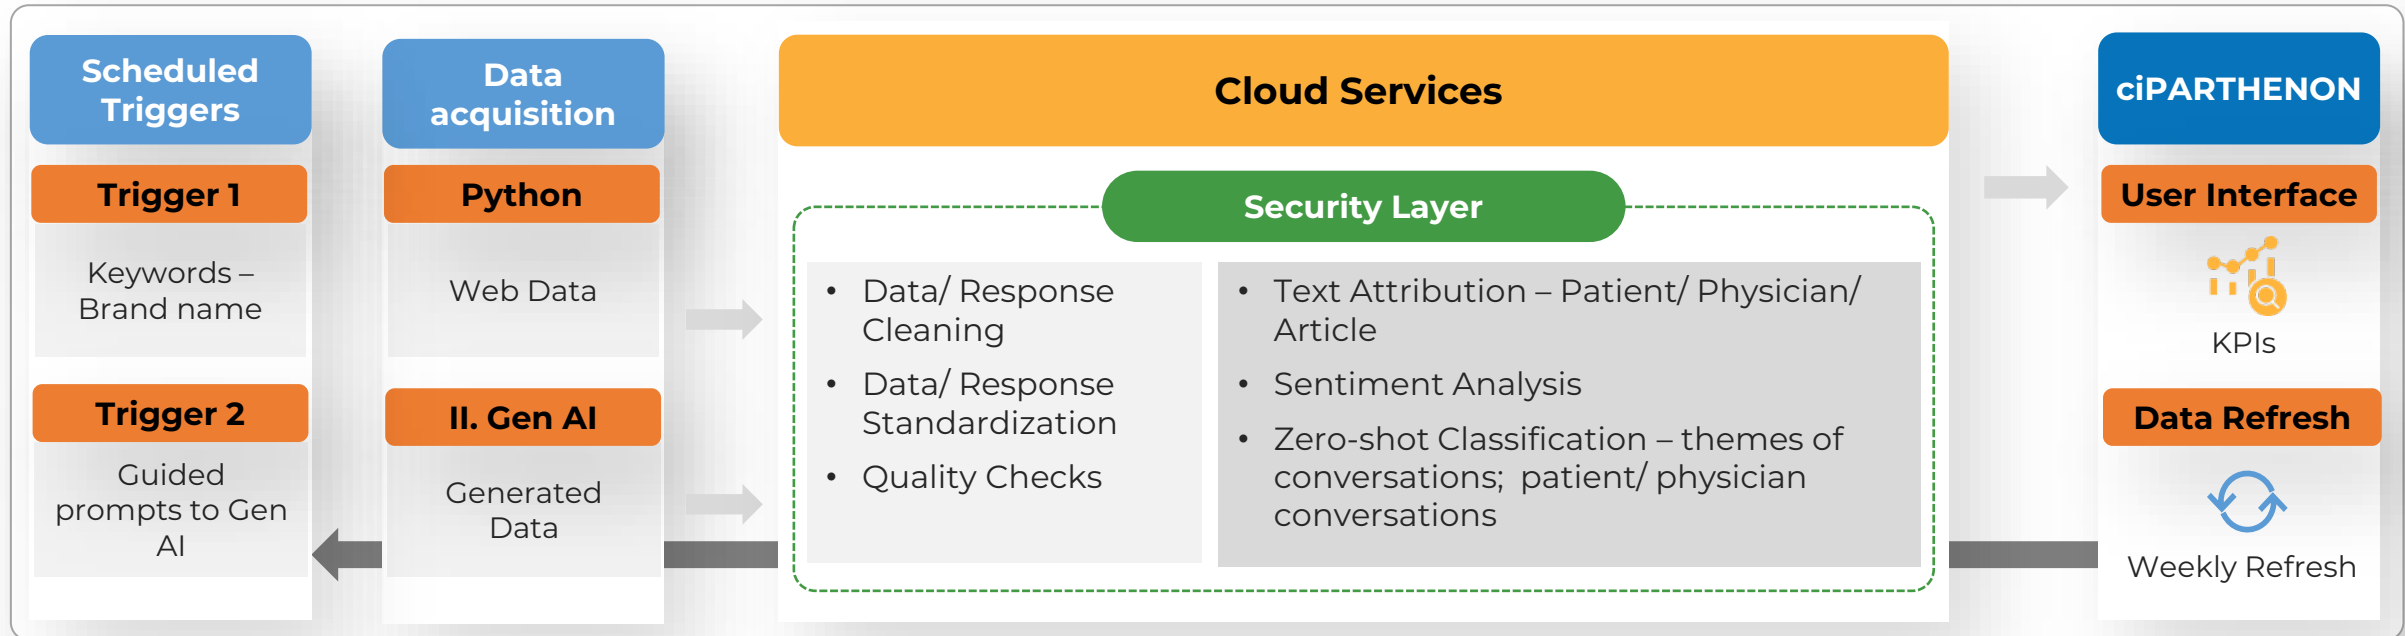 Scheduled
Triggers
Trigger 1
Keywords –
Brand name
Trigger 2
Guided
prompts to Gen
AI
Data
acquisition
Python
Web Data
II. Gen AI
Generated
Data
Cloud Services
Security Layer
• Data/ Response
Cleaning
• Data/ Response
Standardization
• Quality Checks
• Text Attribution – Patient/ Physician/
Article
• Sentiment Analysis
• Zero-shot Classification – themes of
conversations;  patient/ physician
conversations
ciPARTHENON
User Interface
KPIs
Data Refresh
Weekly Refresh